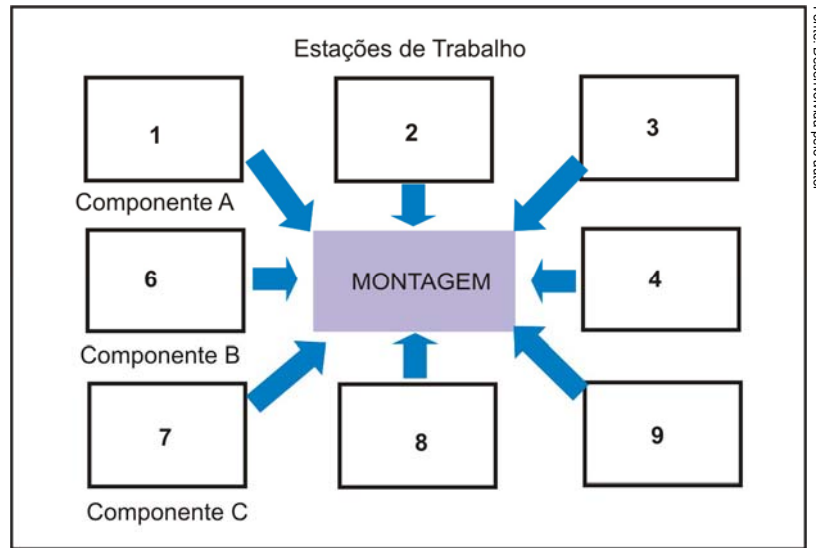 Estações de Trabalho
1
2
3
Componente A
6
MONTAGEM
4
Componente B
7
8
9
Componente C